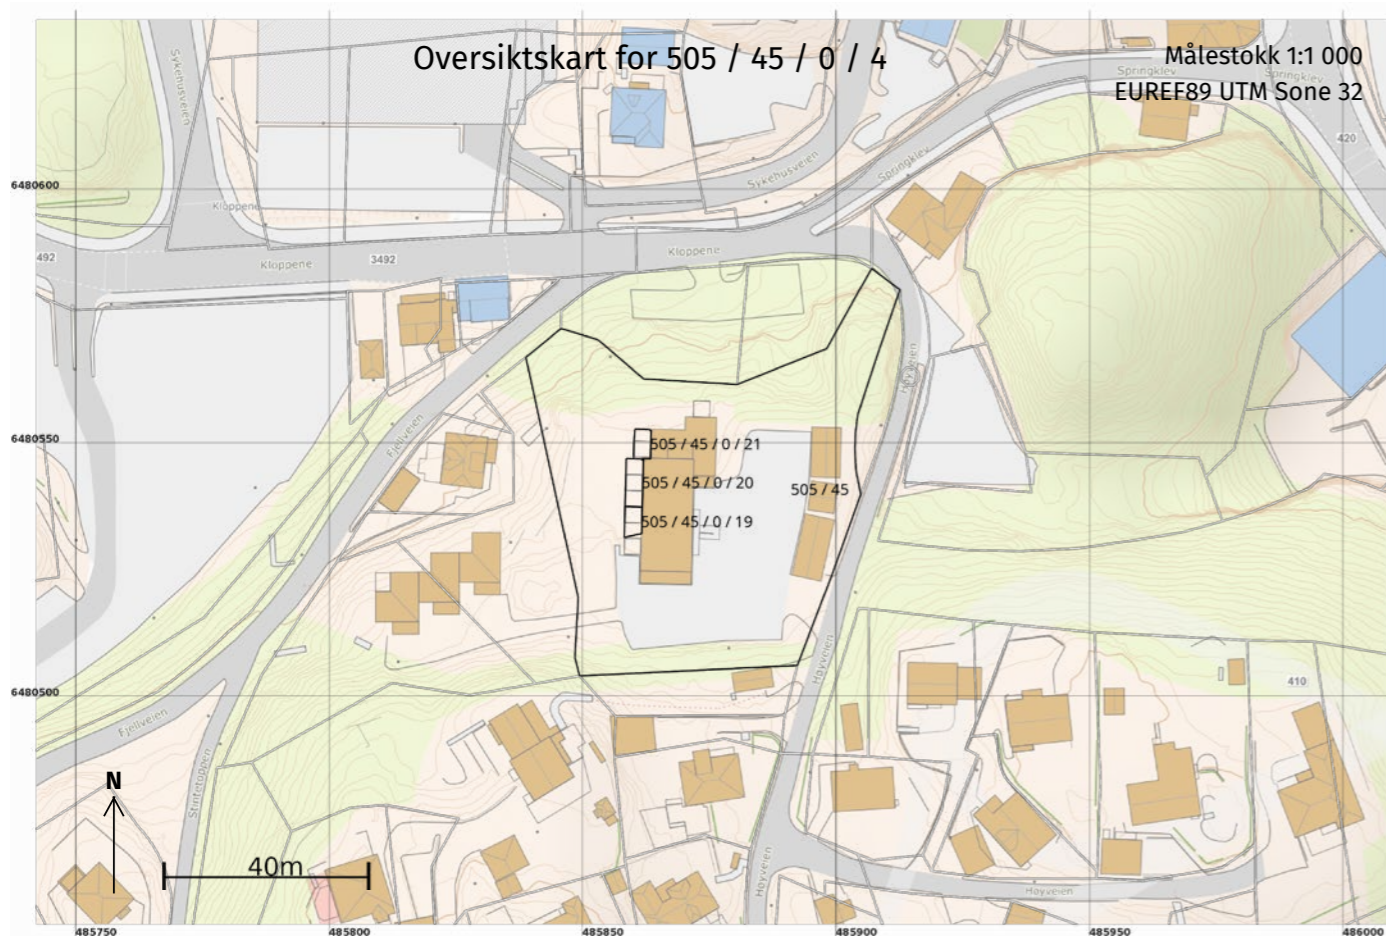 Oversiktskart for 505 / 45 / 0 / 4
Målestokk 1:1 000
EUREF89 UTM Sone 32
Sykehusveien
Springklev
Springklev
420
Sykehusveien
Springklev
6480600
Kloppene
Kloppene
492
Kloppene
3492
Høyveien
Fjellveien
6480550
505 / 45 / 0 / 21
505 / 45 / 0 / 20
505 / 45
505 / 45 / 0 / 19
Høyveien
6480500
410
Fjellveien
Stintetoppen
N
40m
Høyveien
Høyveien
485750
485800
485850
485900
485950
486000